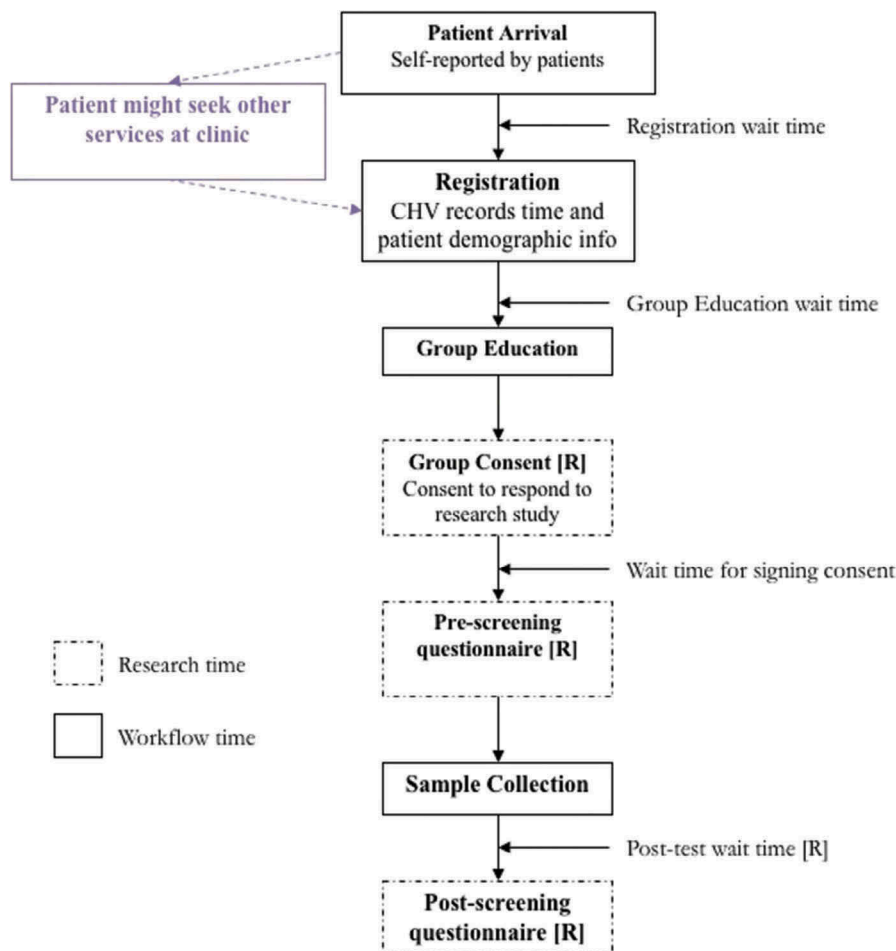 Patient Arrival
Self-reported by patients
Patient might seek other
services at clinic
Registration wait time
Registration
CHV records time and
patient demographic info
Group Education wait time
Group Education
Group Consent [R]
Consent to respond to
research study
Wait time for signing consent
Pre-screening
questionnaire [R]
Research time
Workflow time
Sample Collection
Post-test wait time [R]
Post-screening
questionnaire [R]